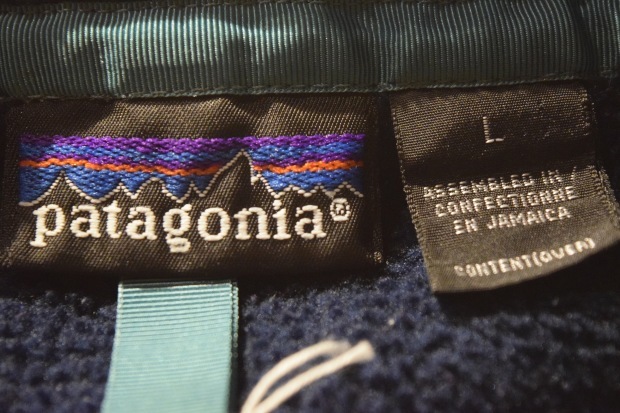 patagonia®
L
ASSEMBLED IN /
CONFECTIONNE
EN JAMAICA
CONTENT(OVER)